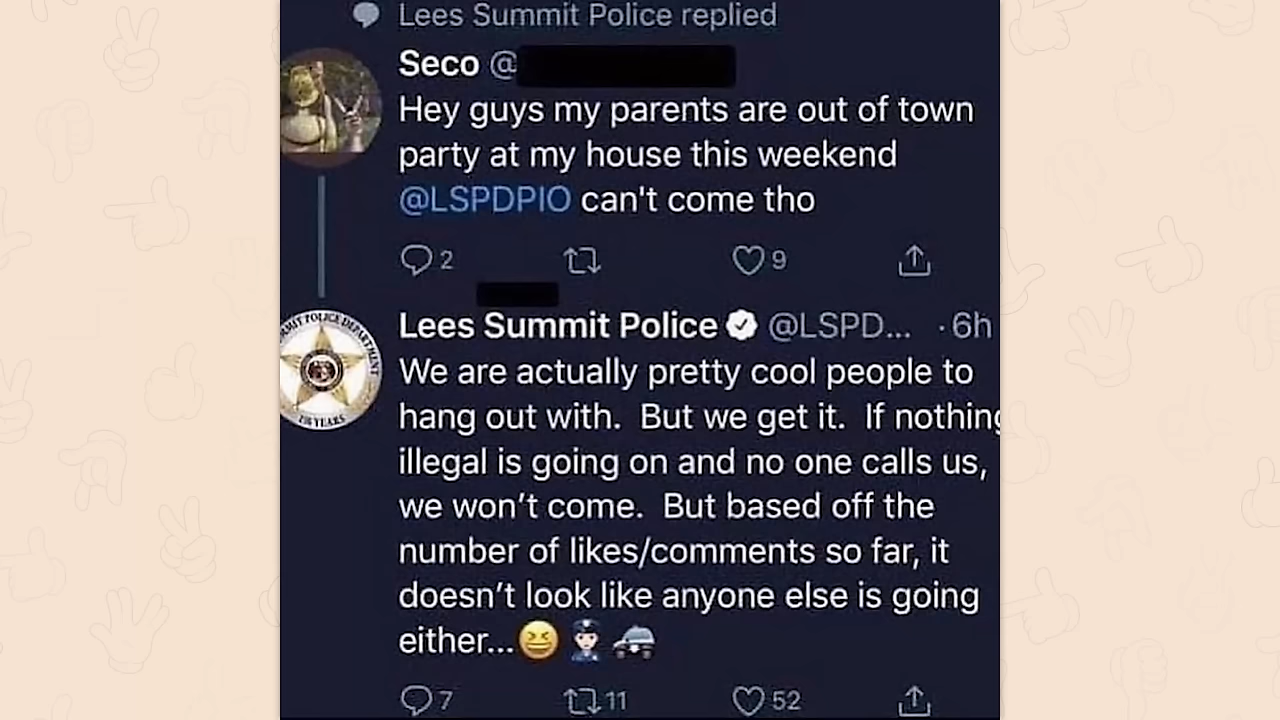 Lees Summit Police replied
Seco @
Hey guys my parents are out of town
party at my house this weekend
@LSPDPIO can't come tho
2 9
Lees Summit Police @LSPD... · 6h
We are actually pretty cool people to
hang out with. But we get it. If nothing
illegal is going on and no one calls us,
we won’t come. But based off the
number of likes/comments so far, it
doesn’t look like anyone else is going
either...😆👮🚓
7 11 52